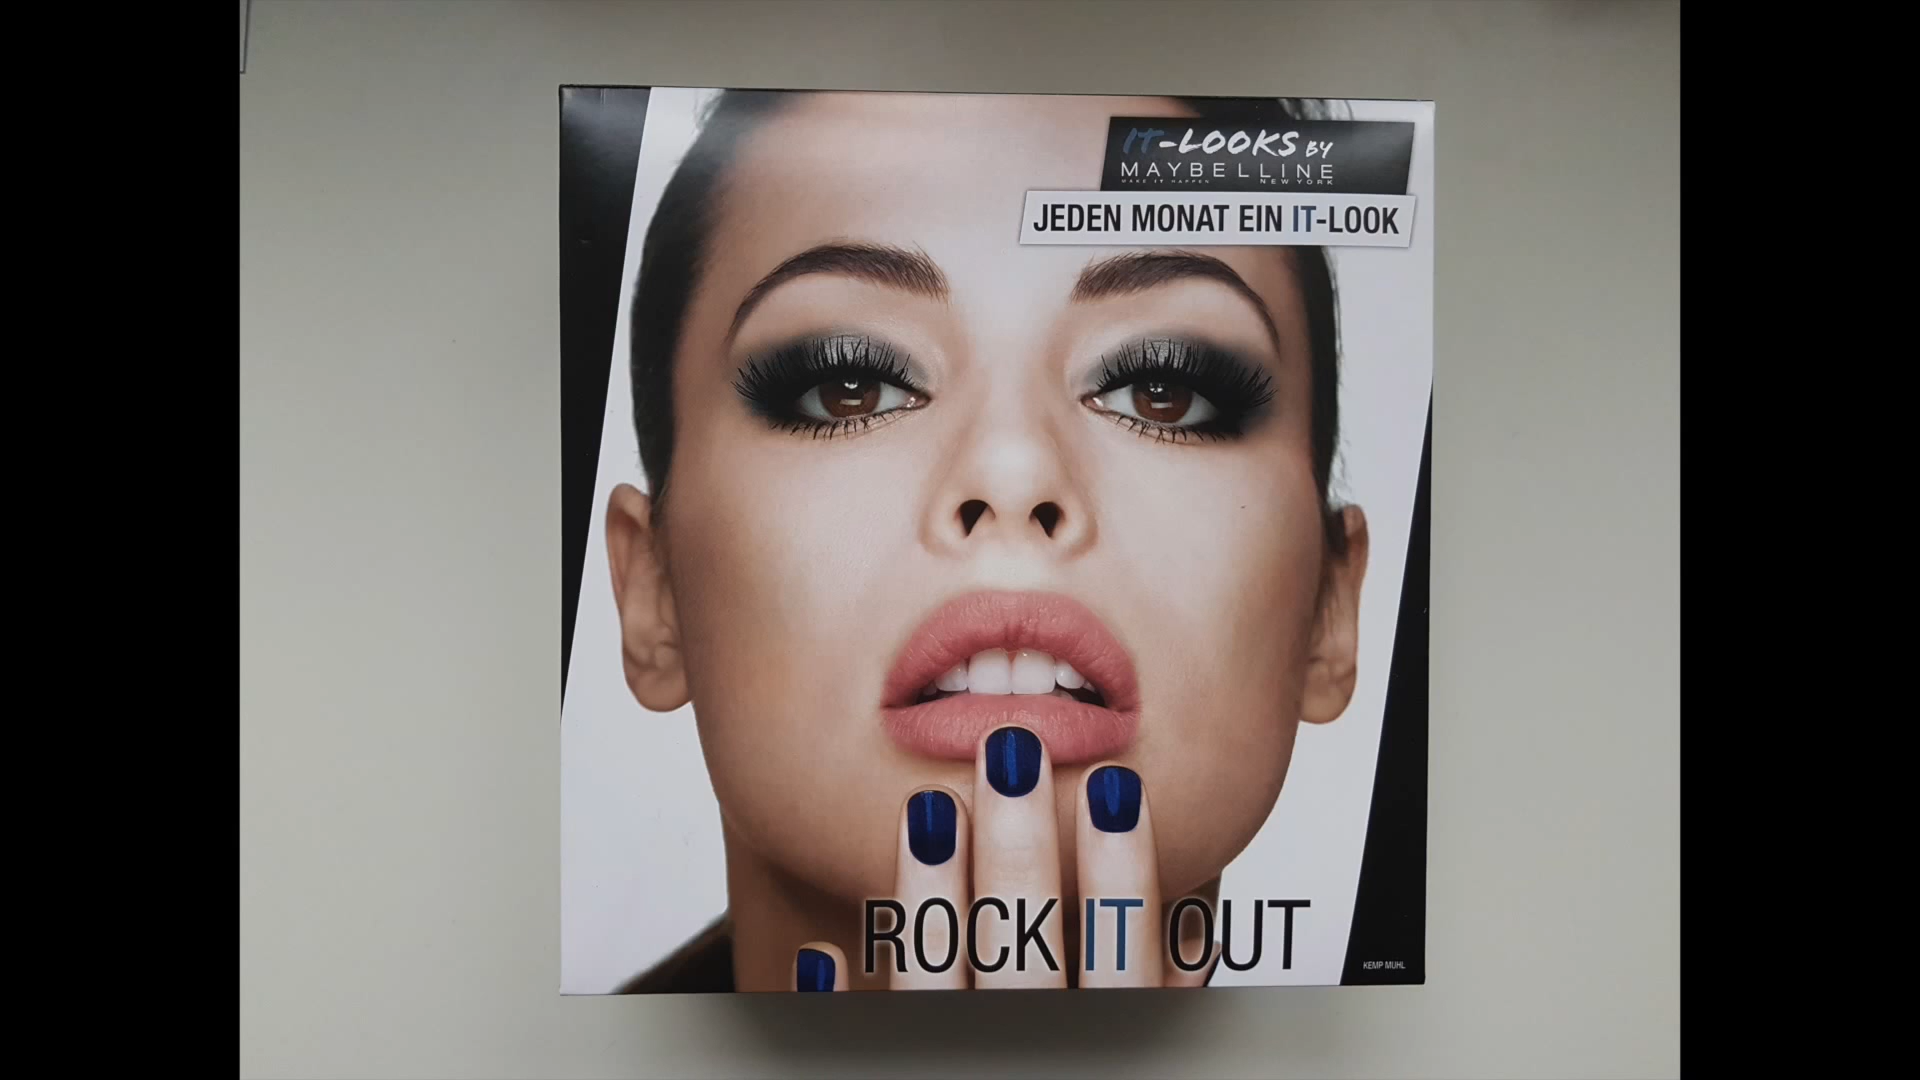 IT-LOOKS BY
MAYBELLINE
MAKE IT HAPPEN NEW YORK
JEDEN MONAT EIN IT-LOOK
ROCK IT OUT
KEMP MUHL